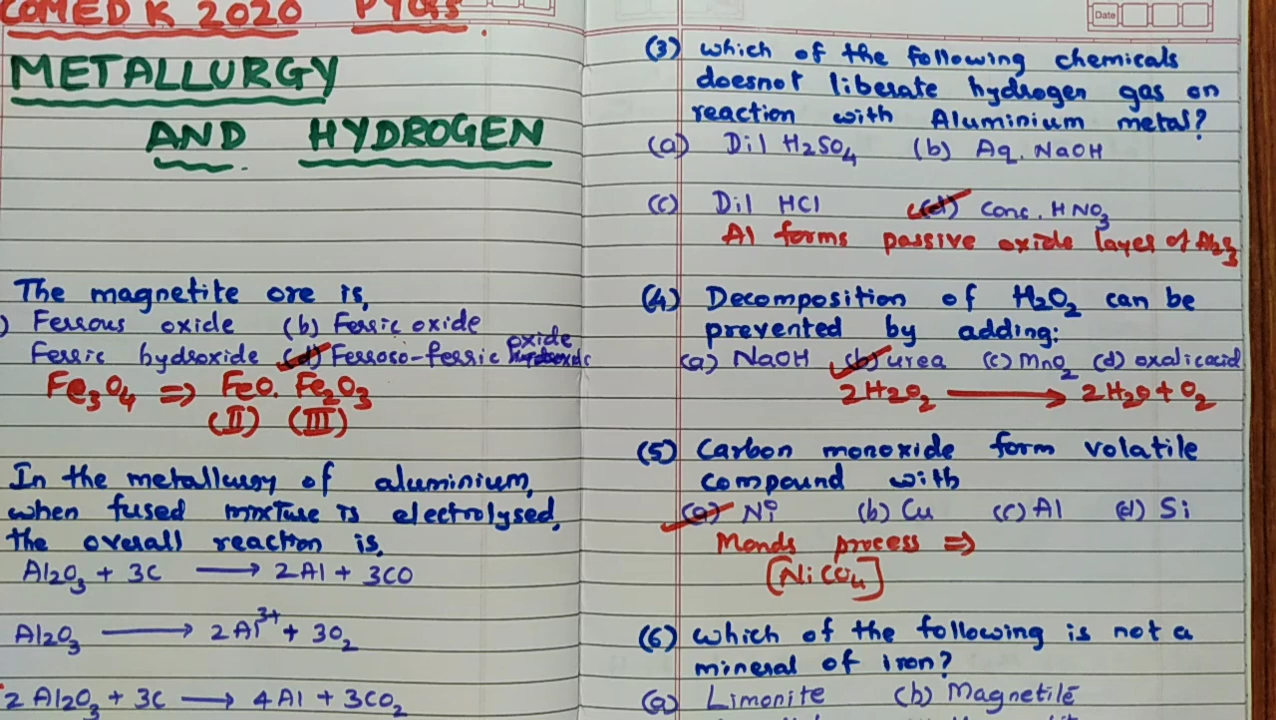 COMED K 2020 PYQs.
METALLURGY
AND HYDROGEN
The magnetite ore is,
) Ferrous oxide (b) Ferric oxide
Ferric hydroxide (d) Ferroso-ferric oxide
Fe₃O₄ ⇒ FeO. Fe₂O₃
(II) (III)
In the metallurgy of aluminium,
when fused mixture is electrolysed,
the overall reaction is,
Al₂O₃ + 3C ⟶ 2Al + 3CO
Al₂O₃ ⟶ 2Al³⁺ + 3O₂
2Al₂O₃ + 3C ⟶ 4Al + 3CO₂
Date
(3) which of the following chemicals
doesnot liberate hydrogen gas on
reaction with Aluminium metal?
(a) Dil H₂SO₄ (b) Aq. NaOH
(c) Dil HCl (d) Conc. HNO₃
Al forms passive oxide layer of Al₂O₃
(4) Decomposition of H₂O₂ can be
prevented by adding:
(a) NaOH (b) urea (c) MnO₂ (d) oxalic acid
2H₂O₂ ⟶ 2H₂O + O₂
(5) Carbon monoxide form volatile
compound with
(a) Ni (b) Cu (c) Al (d) Si
Monds process ⇒
[NiCO₄]
(6) which of the following is not a
mineral of iron?
(a) Limonite (b) Magnetite